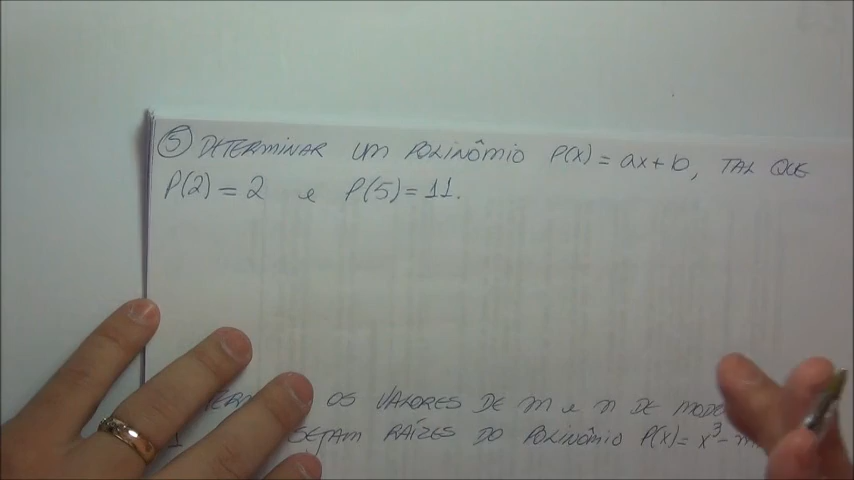 5 DETERMINAR UM POLINÔMIO P(X) = ax + b, TAL QUE
P(2) = 2 e P(5) = 11.
OS VALORES DE m e n DE MODO
1 SEJAM RAÍZES DO POLINÔMIO P(X) = x³ -